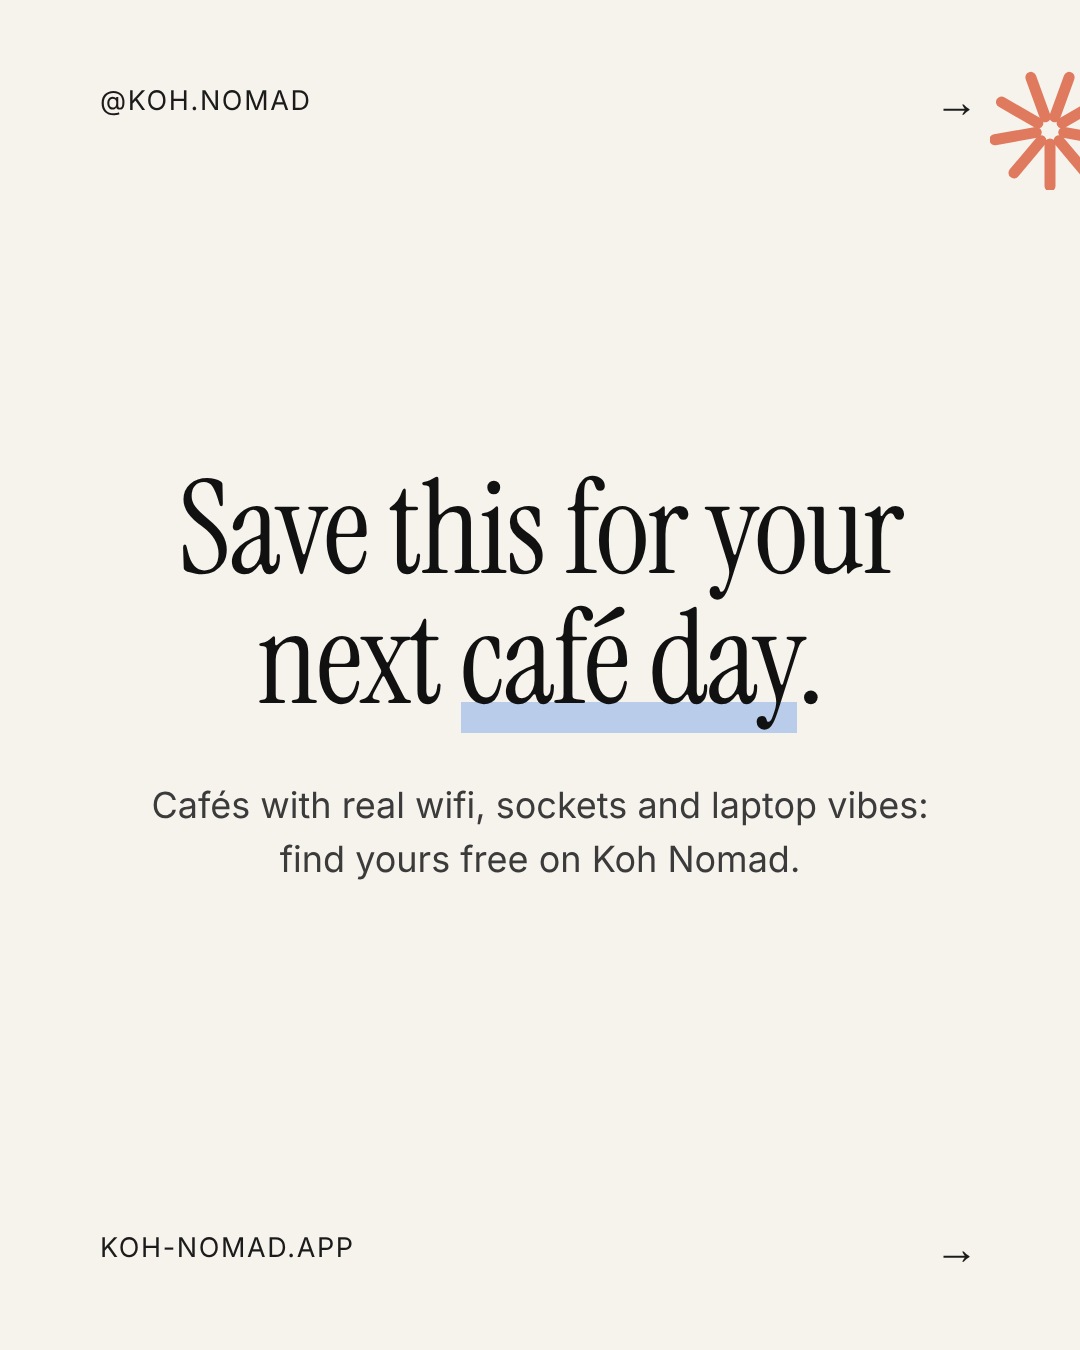 @KOH.NOMAD →
Save this for your
next café day.
Cafés with real wifi, sockets and laptop vibes:
find yours free on Koh Nomad.
KOH-NOMAD.APP →